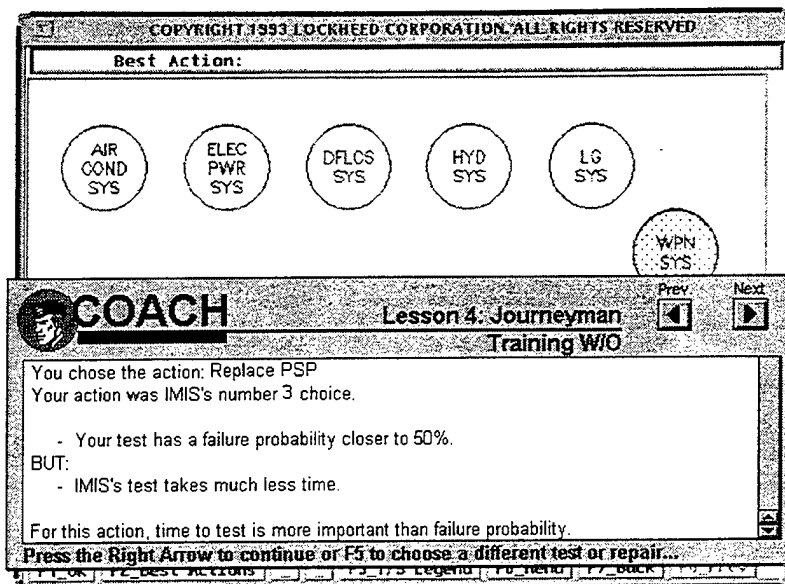 COPYRIGHT 1993 LOCKHEED CORPORATION. ALL RIGHTS RESERVED
Best Action:
AIR COND SYS
ELEC PWR SYS
DFLCS SYS
HYD SYS
LG SYS
WPN SYS
COACH
Lesson 4: Journeyman
Training W/O
Prev
Next
You chose the action: Replace PSP
Your action was IMIS's number 3 choice.
- Your test has a failure probability closer to 50%.
BUT:
- IMIS's test takes much less time.
For this action, time to test is more important than failure probability.
Press the Right Arrow to continue or F5 to choose a different test or repair...